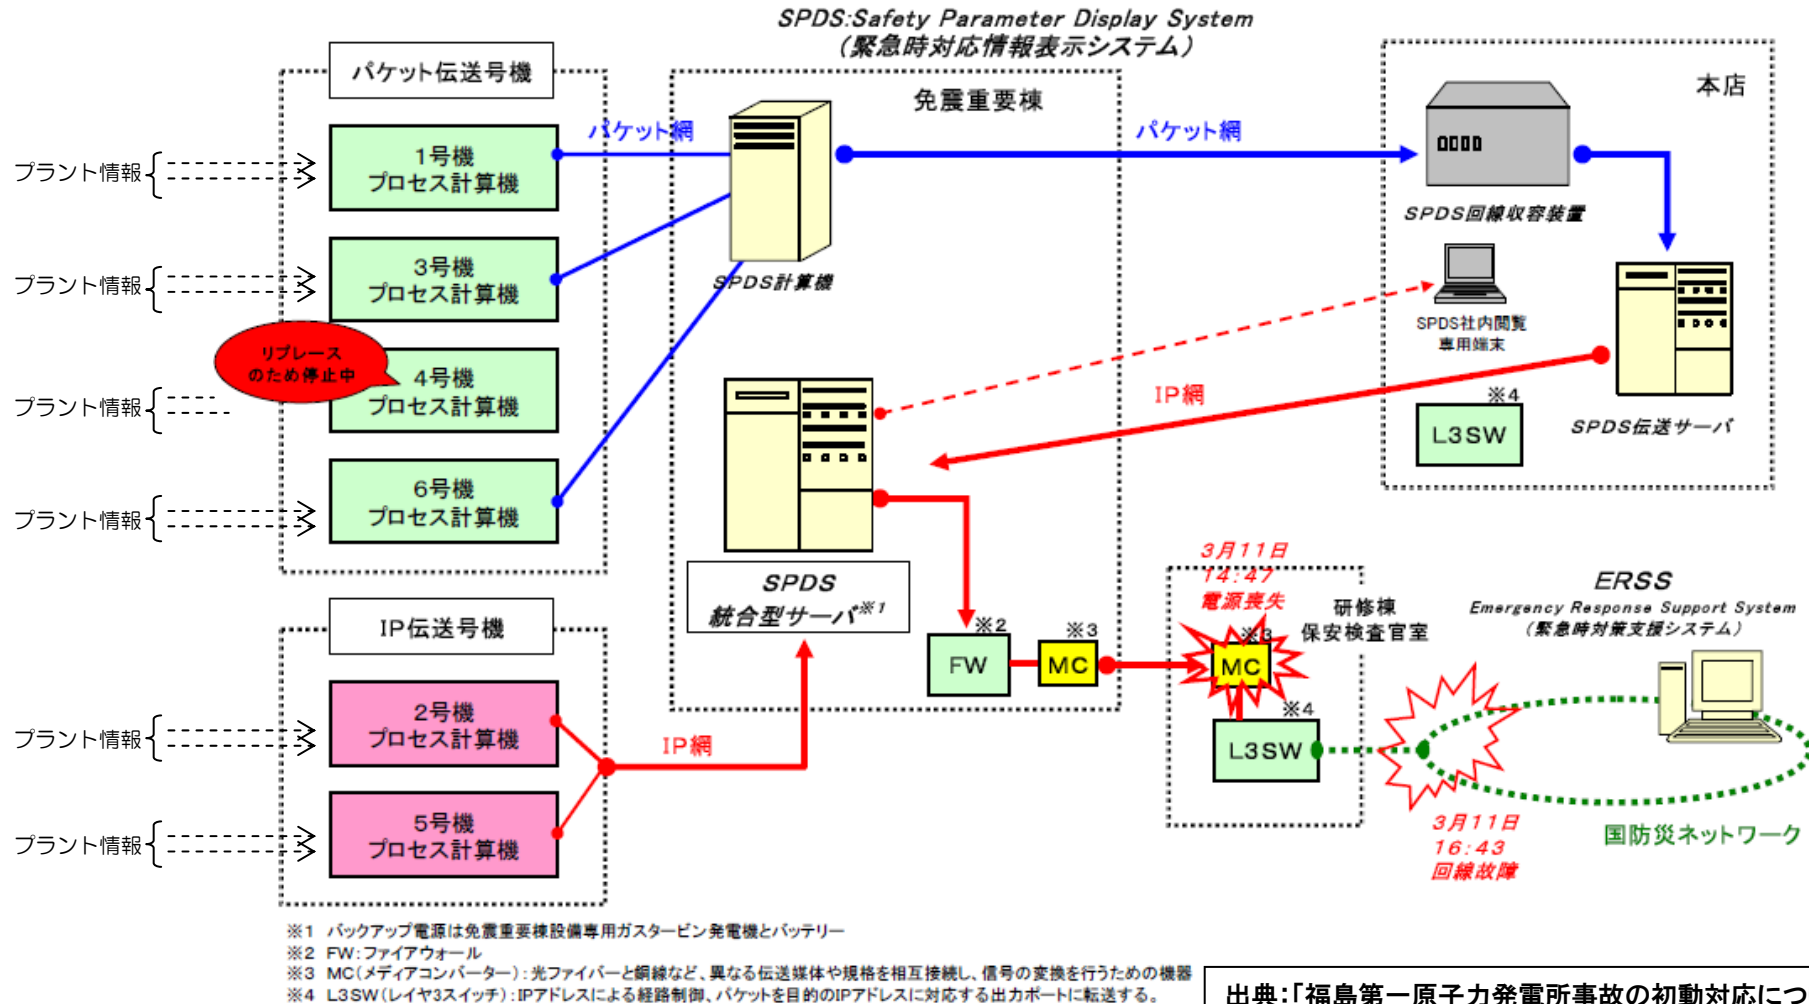 SPDS:Safety Parameter Display System
（緊急時対応情報表示システム）
パケット伝送号機
免震重要棟
本店
プラント情報
1号機
プロセス計算機
パケット網
パケット網
SPDS回線収容装置
プラント情報
3号機
プロセス計算機
SPDS計算機
SPDS社内閲覧
専用端末
リプレース
のため停止中
プラント情報
4号機
プロセス計算機
IP網
※4
L3SW
SPDS伝送サーバ
プラント情報
6号機
プロセス計算機
SPDS
統合型サーバ※1
3月11日
14:47
電源喪失
研修棟
保安検査官室
ERSS
Emergency Response Support System
（緊急時対策支援システム）
IP伝送号機
※2
FW
※3
MC
※3
MC
※4
L3SW
プラント情報
2号機
プロセス計算機
IP網
3月11日
16:43
回線故障
国防災ネットワーク
プラント情報
5号機
プロセス計算機
※1 バックアップ電源は免震重要棟設備専用ガスタービン発電機とバッテリー
※2 FW：ファイアウォール
※3 MC（メディアコンバーター）：光ファイバーと銅線など、異なる伝送媒体や規格を相互接続し、信号の変換を行うための機器
※4 L3SW（レイヤ3スイッチ）：IPアドレスによる経路制御、パケットを目的のIPアドレスに対応する出力ポートに転送する。
出典：「福島第一原子力発電所事故の初動対応につ